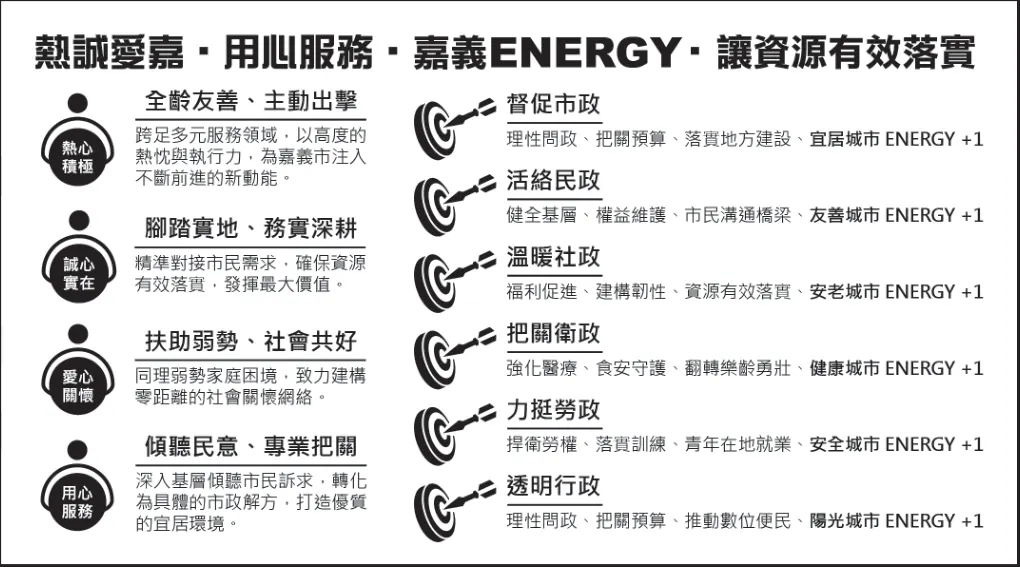 熱誠愛嘉▪用心服務▪嘉義ENERGY▪讓資源有效落實
熱心
積極
全齡友善、主動出擊
跨足多元服務領域，以高度的
熱忱與執行力，為嘉義市注入
不斷前進的新動能。
誠心
實在
腳踏實地、務實深耕
精準對接市民需求，確保資源
有效落實，發揮最大價值。
愛心
關懷
扶助弱勢、社會共好
同理弱勢家庭困境，致力建構
零距離的社會關懷網絡。
用心
服務
傾聽民意、專業把關
深入基層傾聽市民訴求，轉化
為具體的市政解方，打造優質
的宜居環境。
督促市政
理性問政、把關預算、落實地方建設、宜居城市 ENERGY +1
活絡民政
健全基層、權益維護、市民溝通橋梁、友善城市 ENERGY +1
溫暖社政
福利促進、建構韌性、資源有效落實、安老城市 ENERGY +1
把關衛政
強化醫療、食安守護、翻轉樂齡勇壯、健康城市 ENERGY +1
力挺勞政
捍衛勞權、落實訓練、青年在地就業、安全城市 ENERGY +1
透明行政
理性問政、把關預算、推動數位便民、陽光城市 ENERGY +1